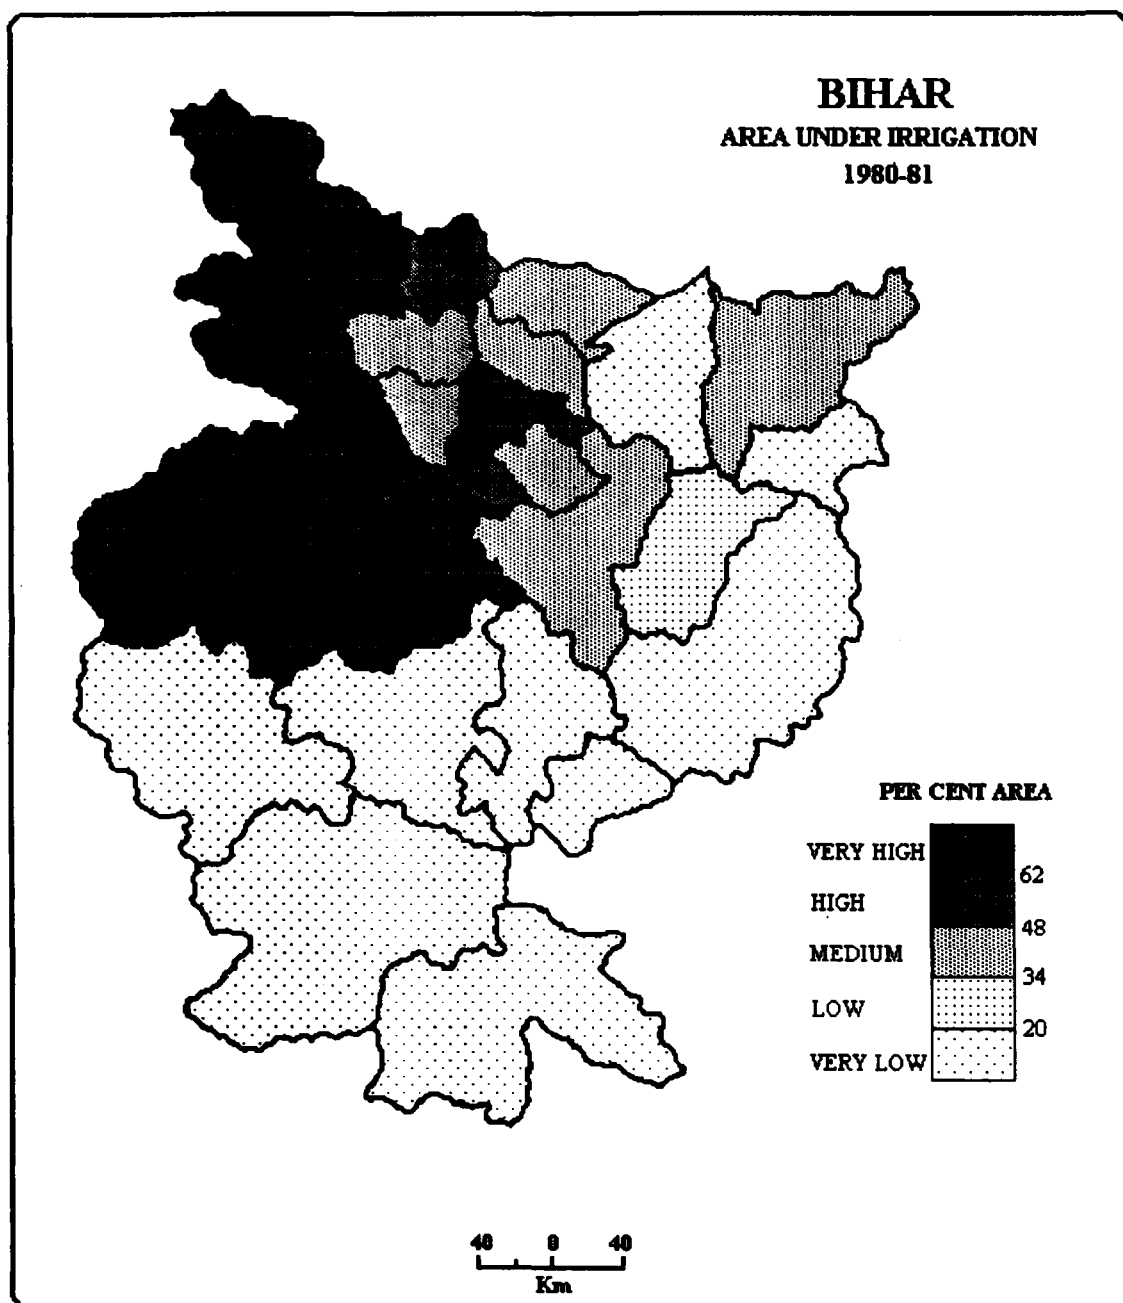 BIHAR
AREA UNDER IRRIGATION
1980-81
PER CENT AREA
VERY HIGH
62
HIGH
48
MEDIUM
34
LOW
20
VERY LOW
40 0 40
Km